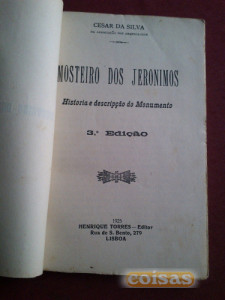 CESAR DA SILVA
MOSTEIRO DOS JERONIMOS
Historia e descripção do Monumento
3.ª Edição
HENRIQUE TORRES — Editor
Rua de S. Bento, 279
LISBOA
coisas